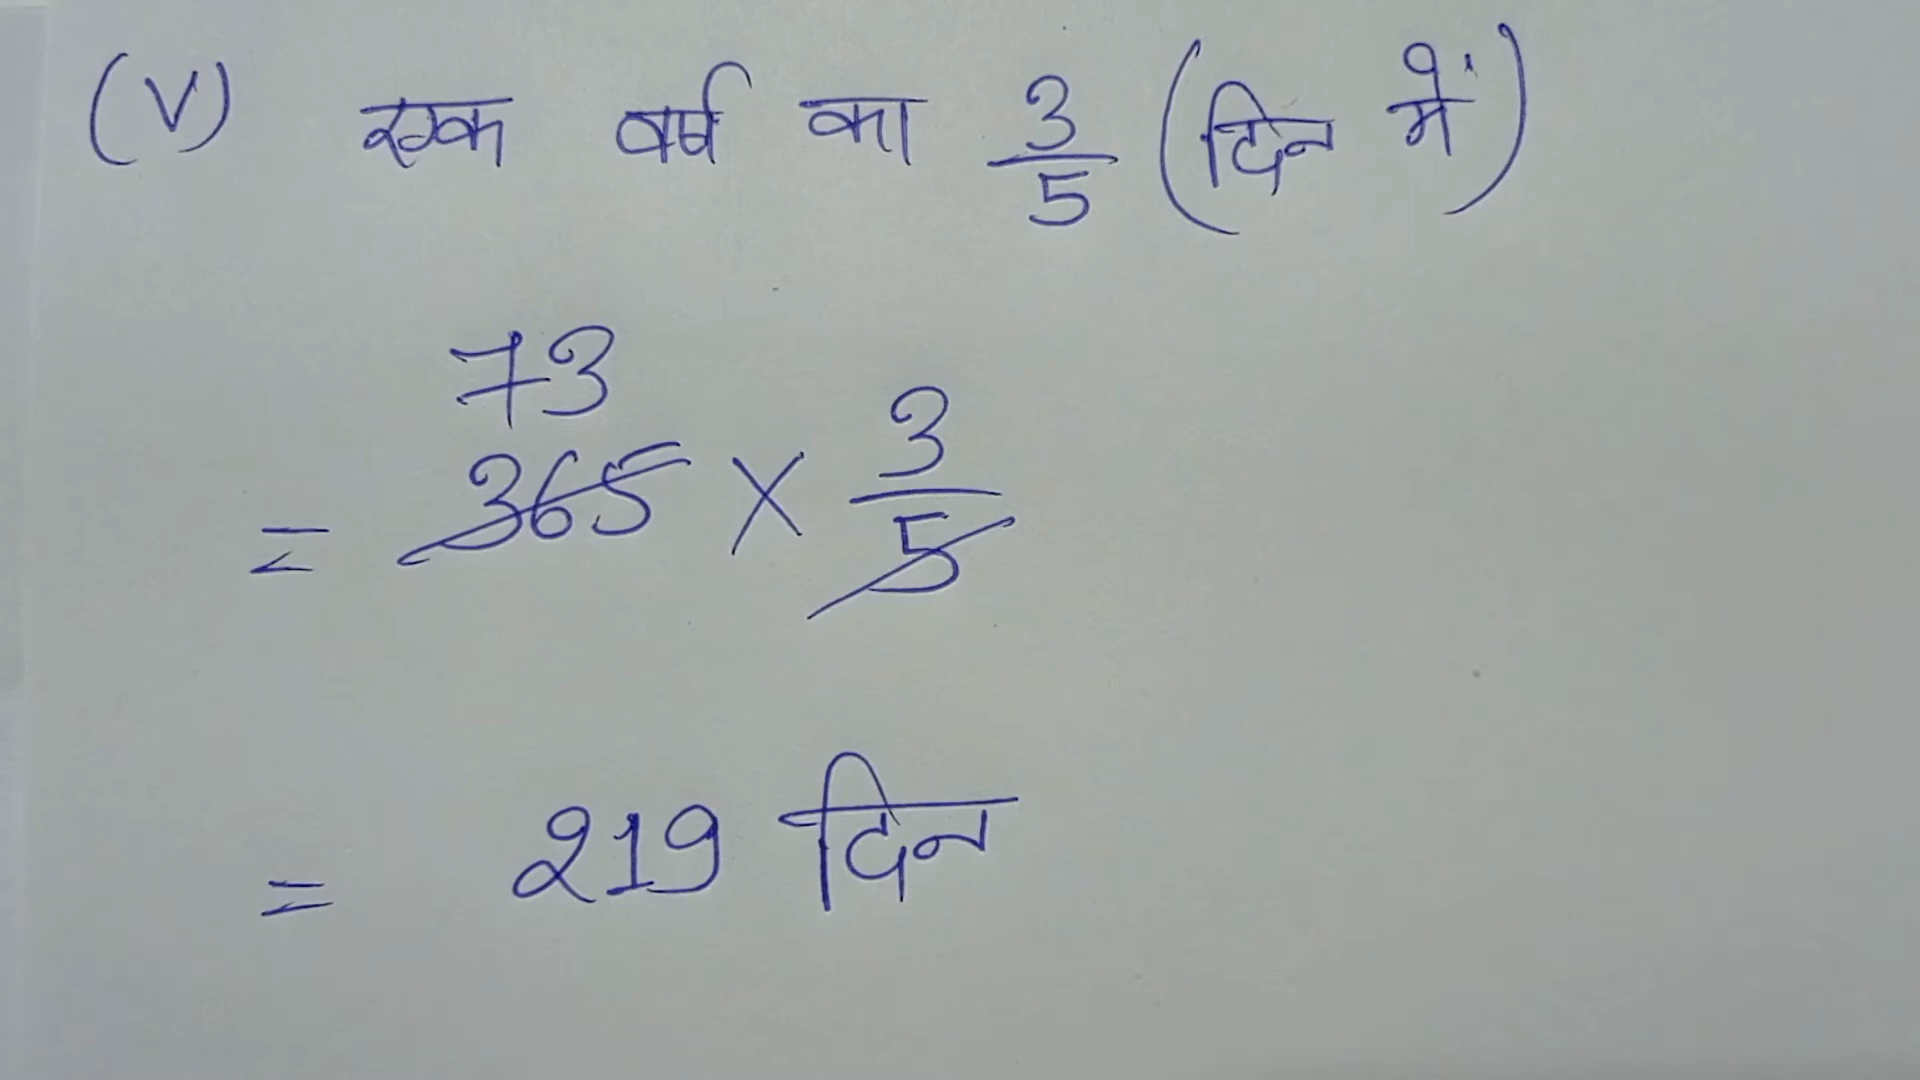 (V) एक वर्ष का 3/5 (दिन में)
73
= 365 × 3/5
= 219 दिन